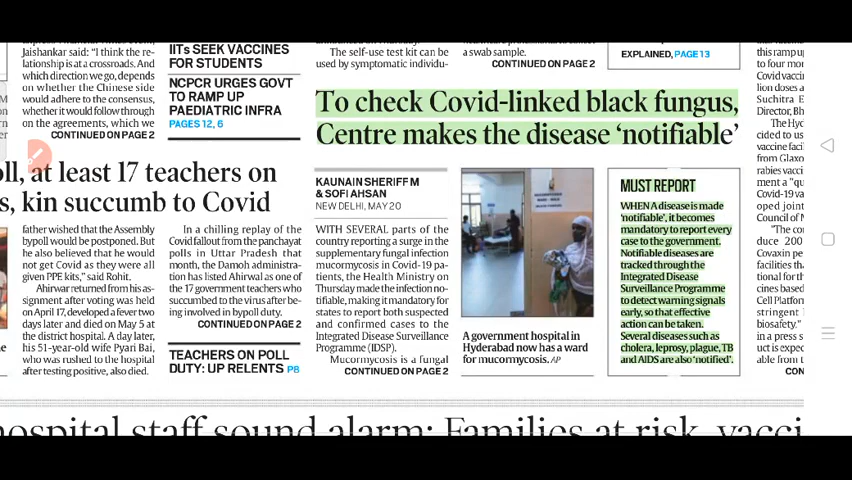 Jaishankar said: "I think the re-
lationship is at a crossroads. And
which direction we go, depends
on whether the Chinese side
would adhere to the consensus,
whether it would follow through
on the agreements, which we
CONTINUED ON PAGE 2
IITs SEEK VACCINES
FOR STUDENTS
NCPCR URGES GOVT
TO RAMP UP
PAEDIATRIC INFRA
PAGES 12, 6
The self-use test kit can be
used by symptomatic individu-
a swab sample.
CONTINUED ON PAGE 2
EXPLAINED, PAGE 13
To check Covid-linked black fungus,
Centre makes the disease 'notifiable'
oll, at least 17 teachers on
s, kin succumb to Covid
father wished that the Assembly
bypoll would be postponed. But
he also believed that he would
not get Covid as they were all
given PPE kits," said Rohit.
Ahirwar returned from his as-
signment after voting was held
on April 17, developed a fever two
days later and died on May 5 at
the district hospital. A day later,
his 51-year-old wife Pyari Bai,
who was rushed to the hospital
after testing positive, also died.
In a chilling replay of the
Covid fallout from the panchayat
polls in Uttar Pradesh that
month, the Damoh administra-
tion has listed Ahirwal as one of
the 17 government teachers who
succumbed to the virus after be-
ing involved in bypoll duty.
CONTINUED ON PAGE 2
TEACHERS ON POLL
DUTY: UP RELENTS P8
KAUNAIN SHERIFF M
& SOFI AHSAN
NEW DELHI, MAY 20
WITH SEVERAL parts of the
country reporting a surge in the
supplementary fungal infection
mucormycosis in Covid-19 pa-
tients, the Health Ministry on
Thursday made the infection no-
tifiable, making it mandatory for
states to report both suspected
and confirmed cases to the
Integrated Disease Surveillance
Programme (IDSP).
Mucormycosis is a fungal
CONTINUED ON PAGE 2
A government hospital in
Hyderabad now has a ward
for mucormycosis. AP
MUST REPORT
WHEN A disease is made
'notifiable', it becomes
mandatory to report every
case to the government.
Notifiable diseases are
tracked through the
Integrated Disease
Surveillance Programme
to detect warning signals
early, so that effective
action can be taken.
Several diseases such as
cholera, leprosy, plague, TB
and AIDS are also 'notified'.
this ramp u
to four mor
Covid vacci
lion doses a
Suchitra E
Director, Bh
The Hyd
cided to us
vaccine facil
from Glaxo
rabies vacci
ment a "qu
Covid-19 va
oped joint
Council of M
"The co
duce 200
Covaxin pe
facilities tha
tional for th
cines based
Cell Platfor
stringent
biosafety."
in a press s
uct is expec
able from t
CON
hospital staff sound alarm: Families at risk, vacci